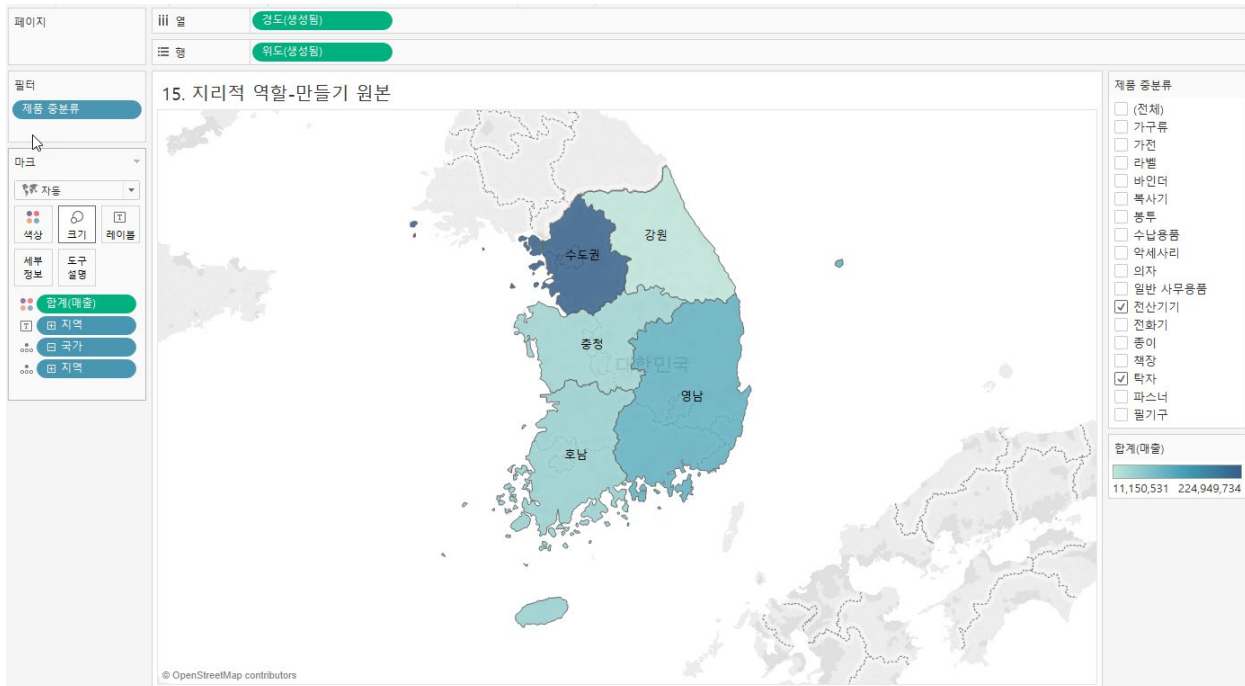 페이지
iii 열
경도(생성됨)
행
위도(생성됨)
필터
제품 중분류
마크
자동
색상
크기
레이블
세부
정보
도구
설명
합계(매출)
지역
국가
지역
15. 지리적 역할-만들기 원본
강원
수도권
충청
대한민국
영남
호남
© OpenStreetMap contributors
제품 중분류
(전체)
가구류
가전
라벨
바인더
복사기
봉투
수납용품
악세사리
의자
일반 사무용품
전산기기
전화기
종이
책장
탁자
파스너
필기구
합계(매출)
11,150,531 224,949,734